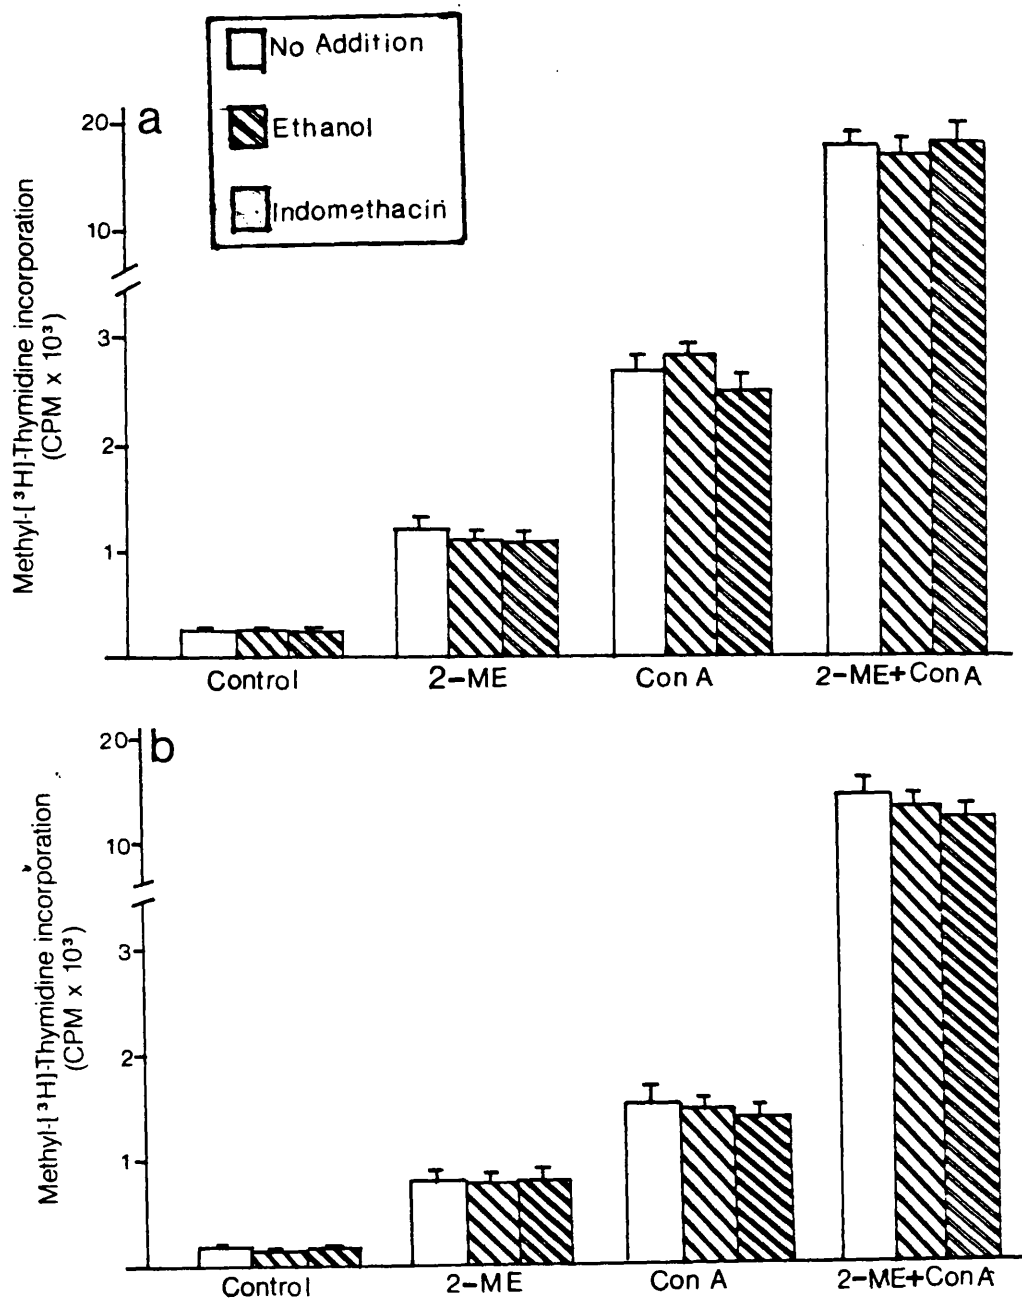 No Addition
Ethanol
Indomethacin
a
20
10
3
2
1
Methyl-[³H]-Thymidine incorporation
(CPM x 10³)
Control
2-ME
Con A
2-ME+Con A
b
20
10
3
2
1
Methyl-[³H]-Thymidine incorporation
(CPM x 10³)
Control
2-ME
Con A
2-ME+Con A